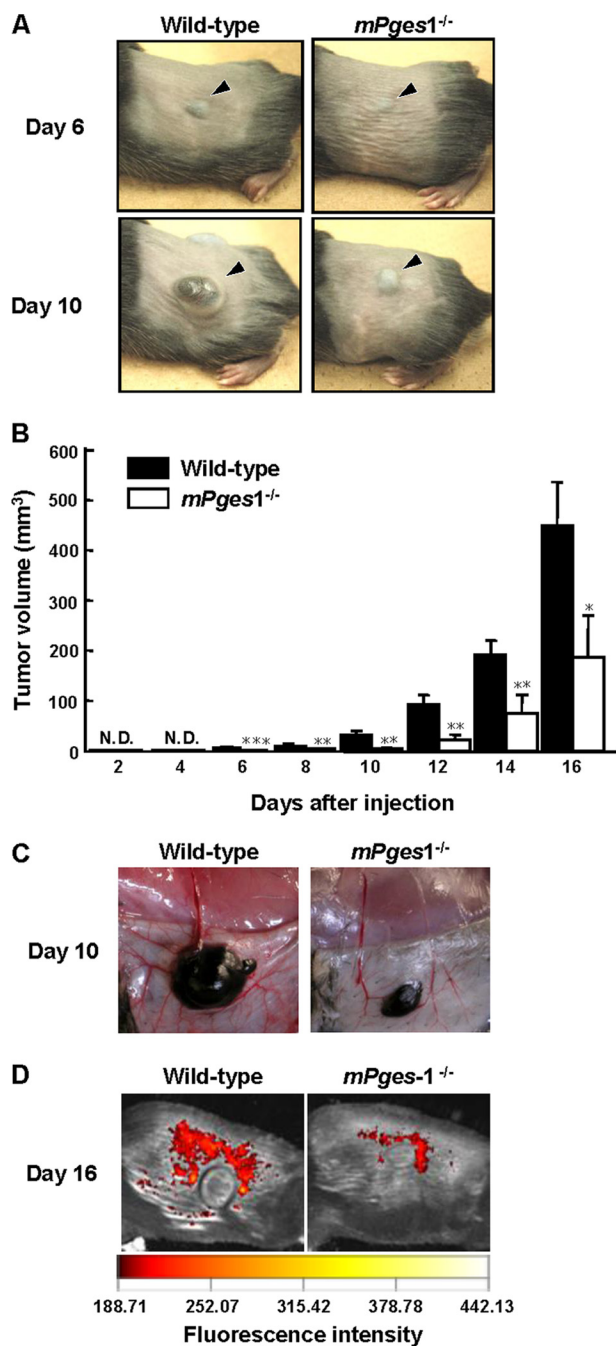 A
Wild-type mPges1-/-
Day 6
Day 10
B
600
500
400
300
200
100
0
Tumor volume (mm3)
Wild-type
mPges1-/-
N.D. N.D. *** ** ** ** ** *
2 4 6 8 10 12 14 16
Days after injection
C
Wild-type mPges1-/-
Day 10
D
Wild-type mPges-1-/-
Day 16
188.71 252.07 315.42 378.78 442.13
Fluorescence intensity